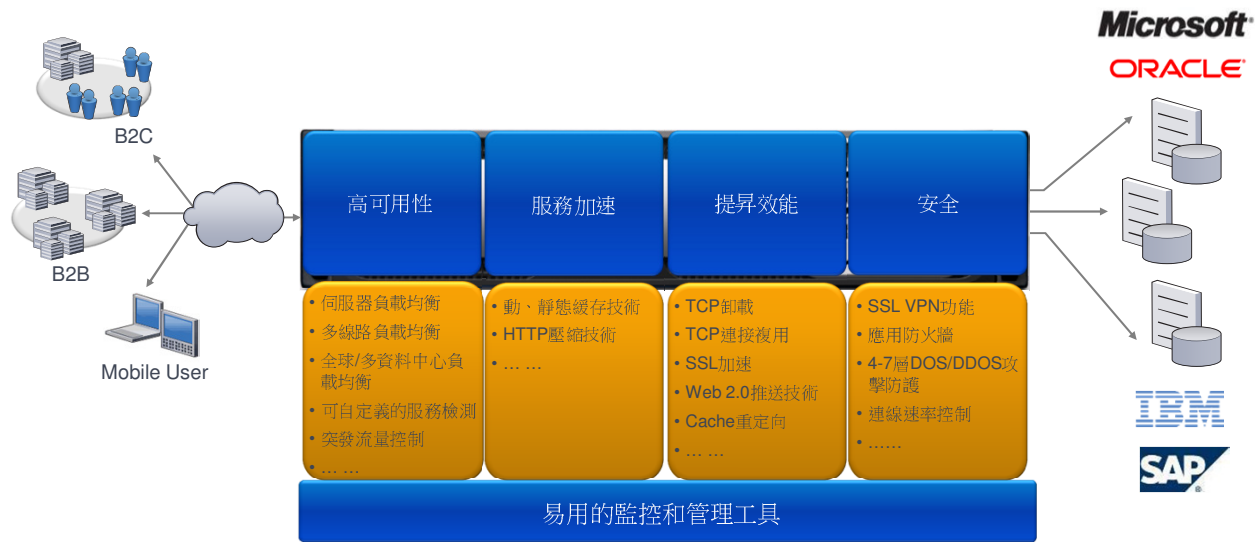 Microsoft
ORACLE
B2C
B2B
Mobile User
高可用性
服務加速
提昇效能
安全
• 伺服器負載均衡
• 多線路負載均衡
• 全球/多資料中心負
載均衡
• 可自定義的服務檢測
• 突發流量控制
• … …
• 動、靜態緩存技術
• HTTP壓縮技術
• … …
• TCP卸載
• TCP連接複用
• SSL加速
• Web 2.0推送技術
• Cache重定向
• … …
• SSL VPN功能
• 應用防火牆
• 4-7層DOS/DDOS攻
擊防護
• 連線速率控制
• ……
IBM
SAP
易用的監控和管理工具